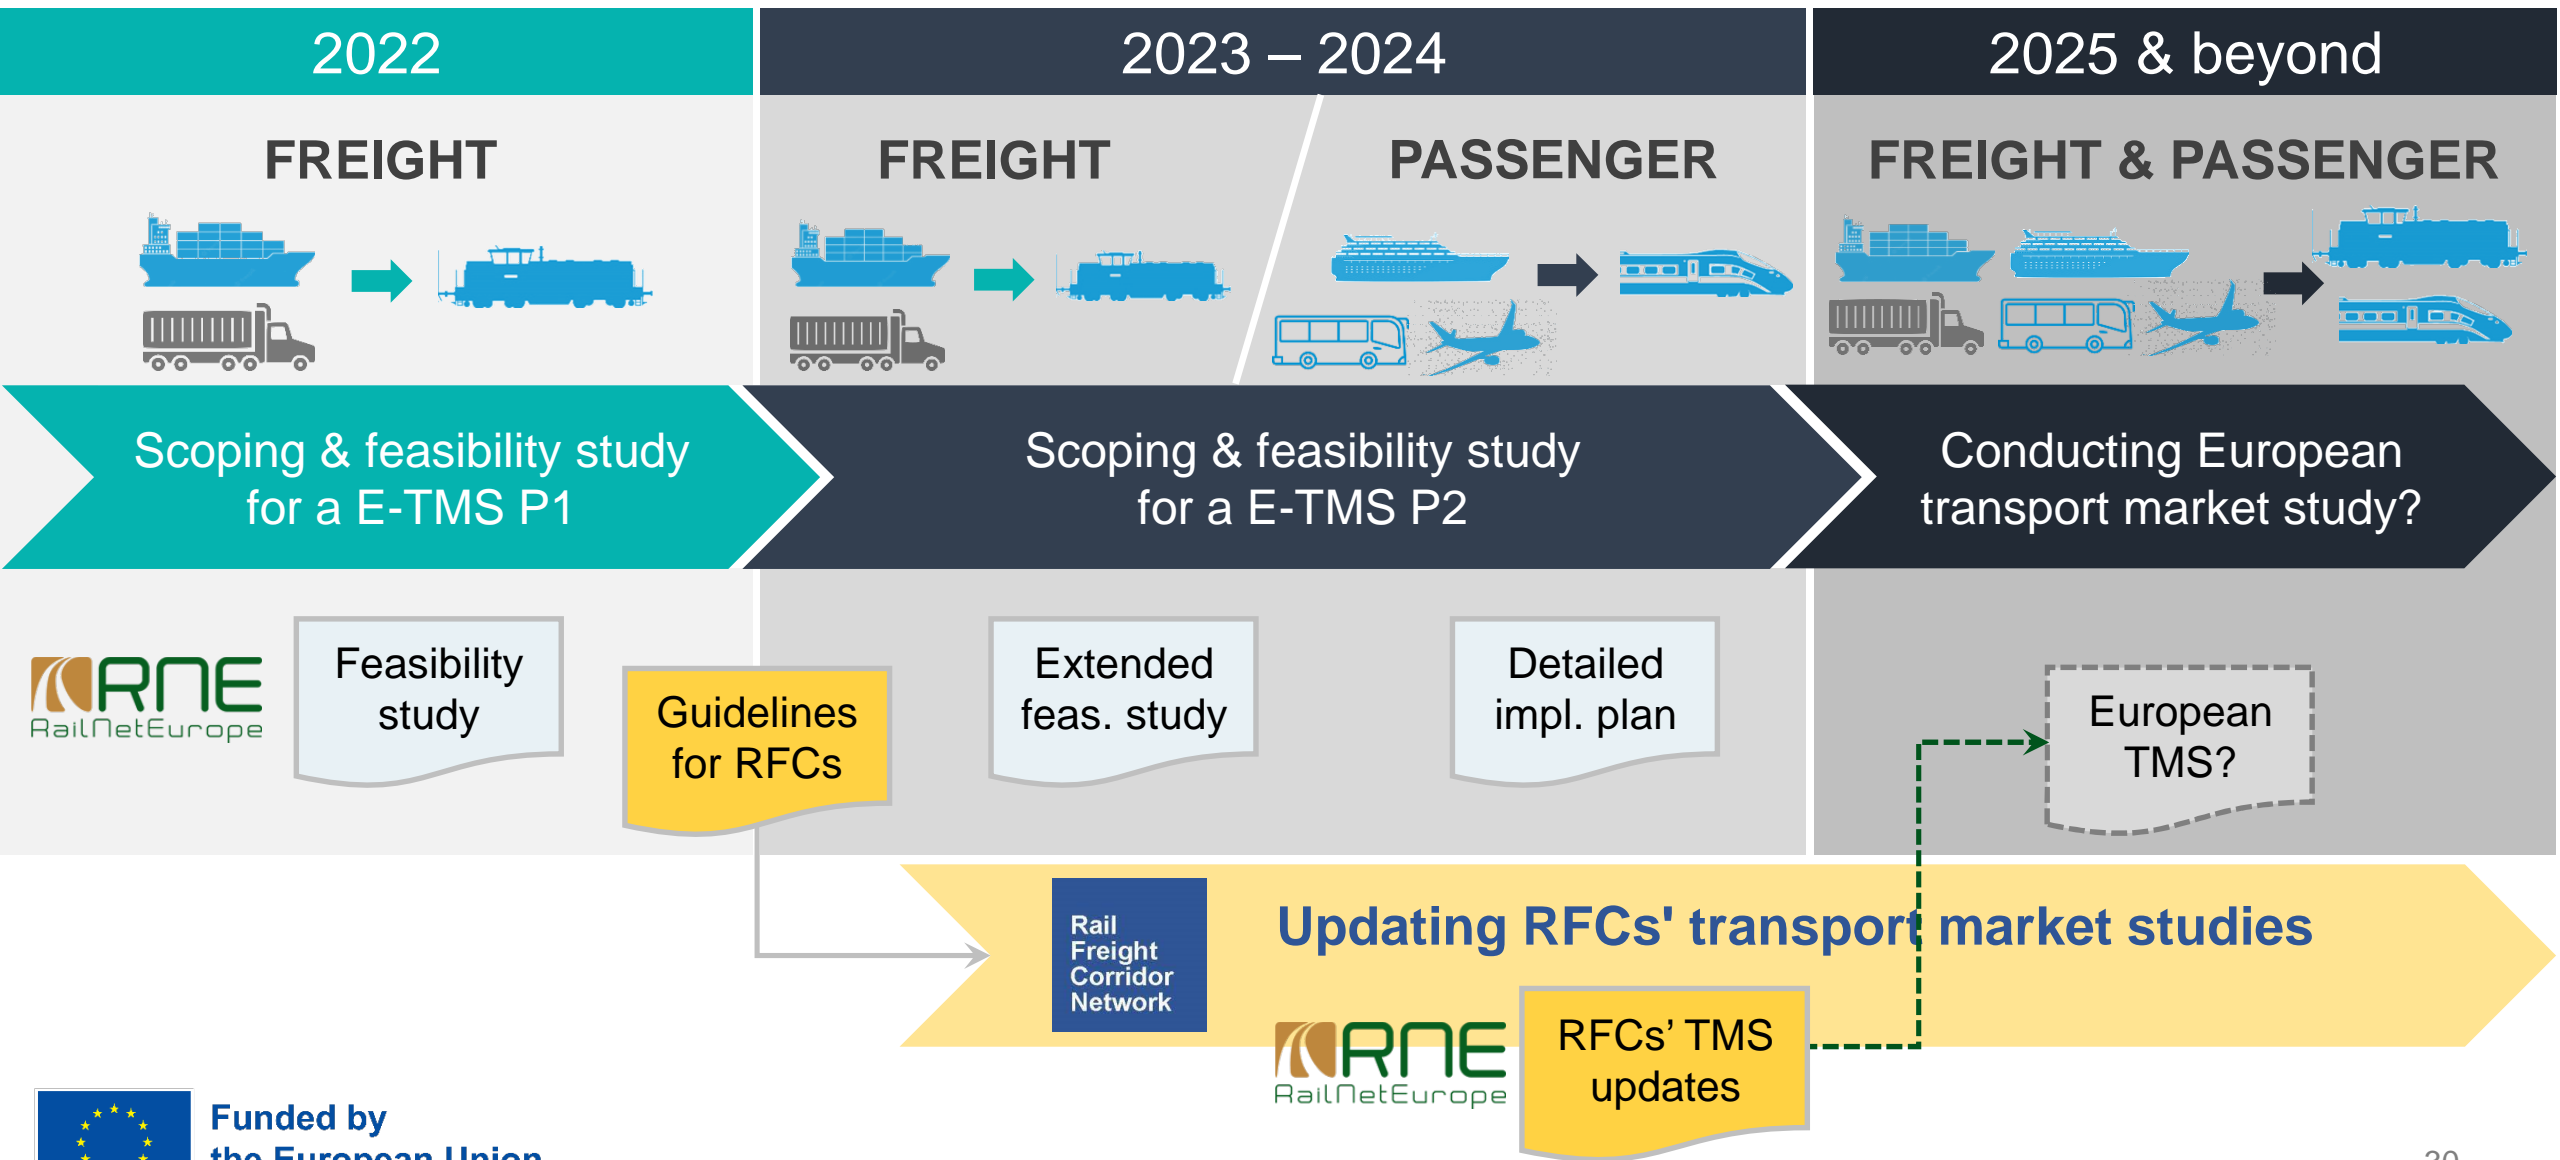 2022
2023 – 2024
2025 & beyond
FREIGHT
FREIGHT
PASSENGER
FREIGHT & PASSENGER
Scoping & feasibility study
for a E-TMS P1
Scoping & feasibility study
for a E-TMS P2
Conducting European
transport market study?
RNE
RailNetEurope
Feasibility
study
Guidelines
for RFCs
Extended
feas. study
Detailed
impl. plan
European
TMS?
Rail
Freight
Corridor
Network
Updating RFCs' transport market studies
RNE
RailNetEurope
RFCs’ TMS
updates
Funded by
the European Union